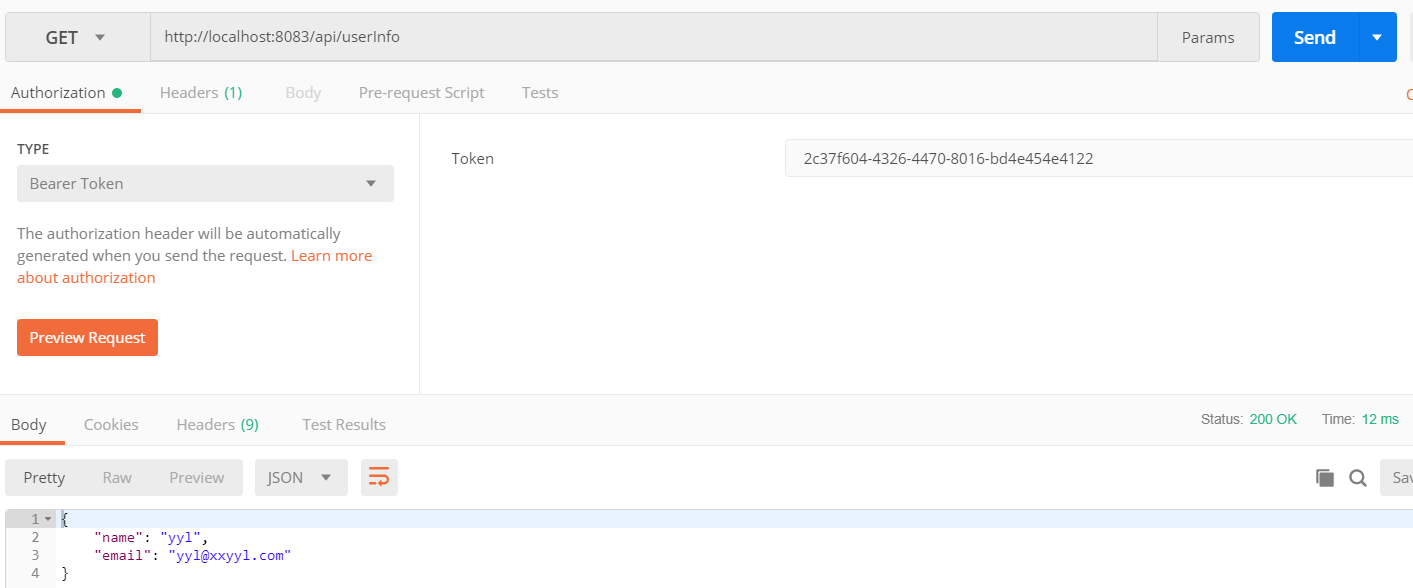 GET http://localhost:8083/api/userInfo Params Send
Authorization Headers (1) Body Pre-request Script Tests
TYPE
Bearer Token
The authorization header will be automatically
generated when you send the request. Learn more
about authorization
Preview Request
Token 2c37f604-4326-4470-8016-bd4e454e4122
Body Cookies Headers (9) Test Results Status: 200 OK Time: 12 ms
Pretty Raw Preview JSON Sav
1 {
2 "name": "yyl",
3 "email": "yyl@xxyyl.com"
4 }